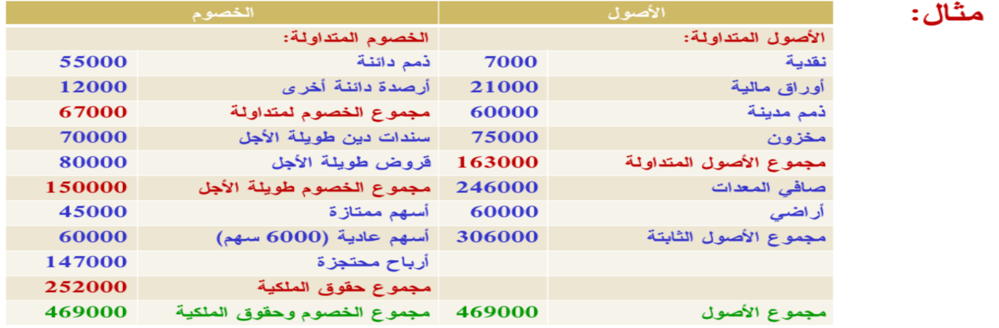 مثال:
الأصول الخصوم
الأصول المتداولة: الخصوم المتداولة:
نقدية 7000 ذمم دائنة 55000
أوراق مالية 21000 أرصدة دائنة أخرى 12000
ذمم مدينة 60000 مجموع الخصوم لمتداولة 67000
مخزون 75000 سندات دين طويلة الأجل 70000
مجموع الأصول المتداولة 163000 قروض طويلة الأجل 80000
صافي المعدات 246000 مجموع الخصوم طويلة الأجل 150000
أراضي 60000 أسهم ممتازة 45000
مجموع الأصول الثابتة 306000 أسهم عادية (6000 سهم) 60000
أرباح محتجزة 147000
مجموع حقوق الملكية 252000
مجموع الأصول 469000 مجموع الخصوم وحقوق الملكية 469000